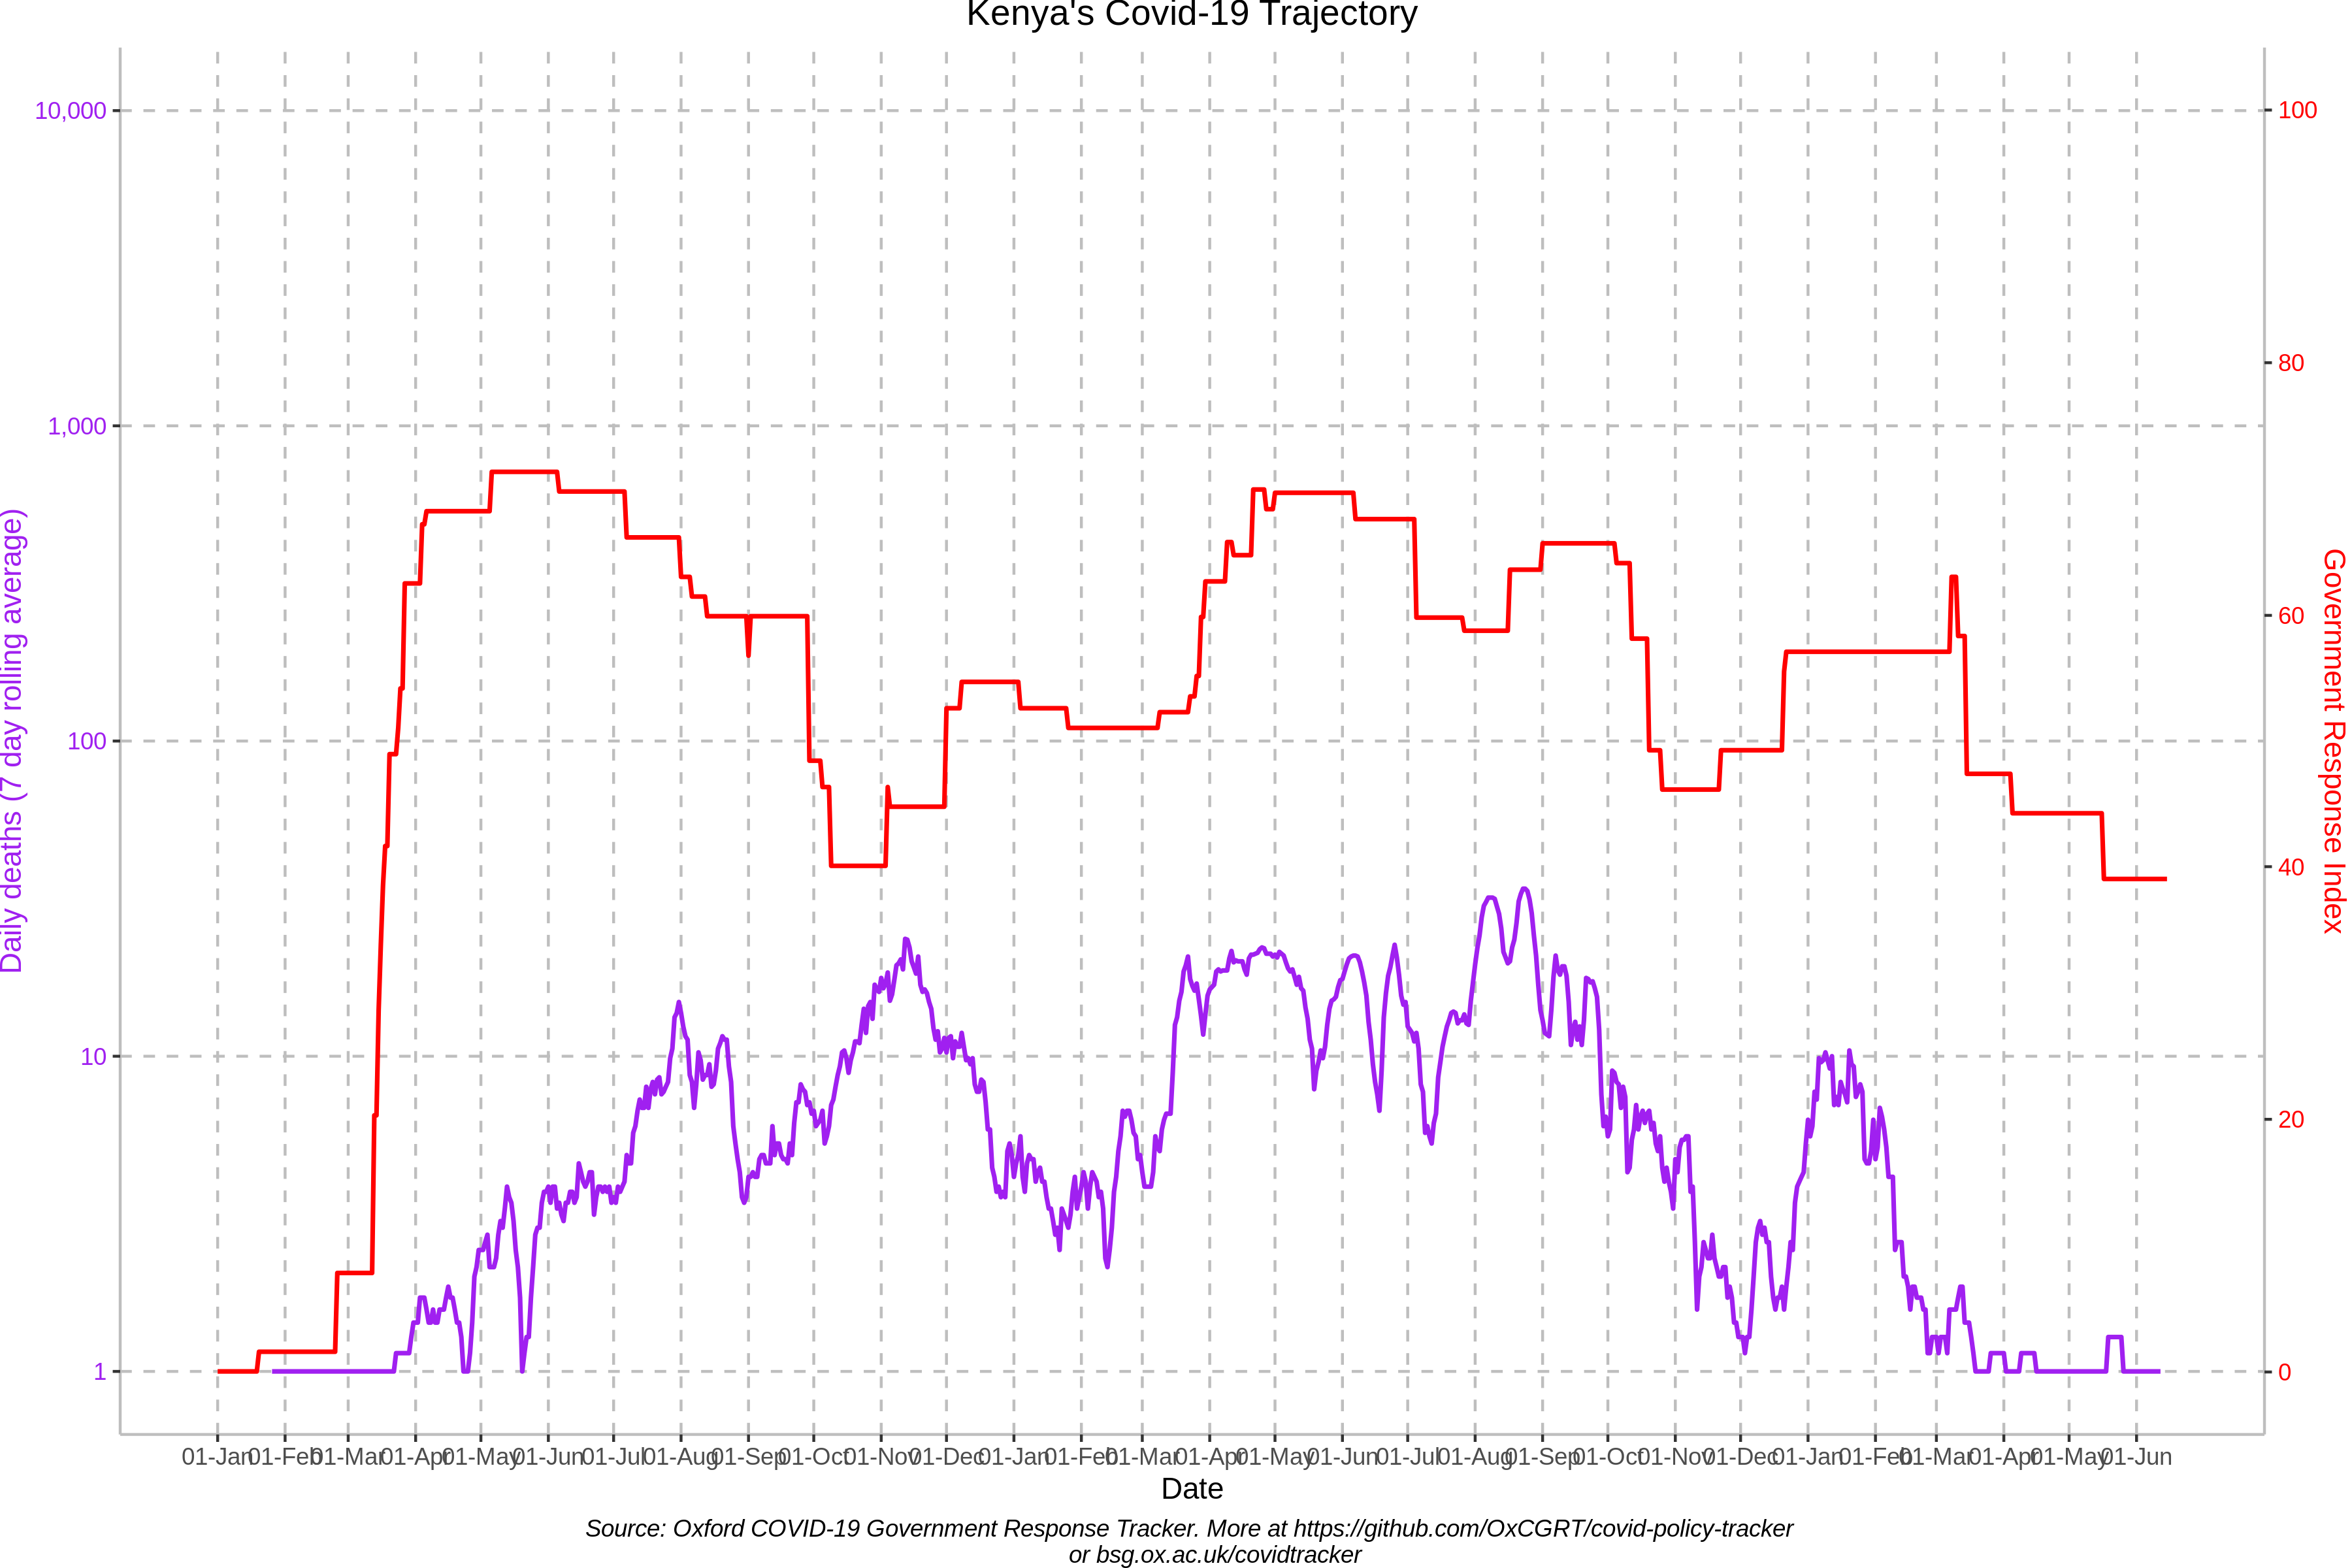 Kenya's Covid-19 Trajectory
10,000
1,000
100
10
1
Daily deaths (7 day rolling average)
100
80
60
40
20
0
Government Response Index
01-Jan 01-Feb 01-Mar 01-Apr 01-May 01-Jun 01-Jul 01-Aug 01-Sep 01-Oct 01-Nov 01-Dec 01-Jan 01-Feb 01-Mar 01-Apr 01-May 01-Jun 01-Jul 01-Aug 01-Sep 01-Oct 01-Nov 01-Dec 01-Jan 01-Feb 01-Mar 01-Apr 01-May 01-Jun
Date
Source: Oxford COVID-19 Government Response Tracker. More at https://github.com/OxCGRT/covid-policy-tracker
or bsg.ox.ac.uk/covidtracker